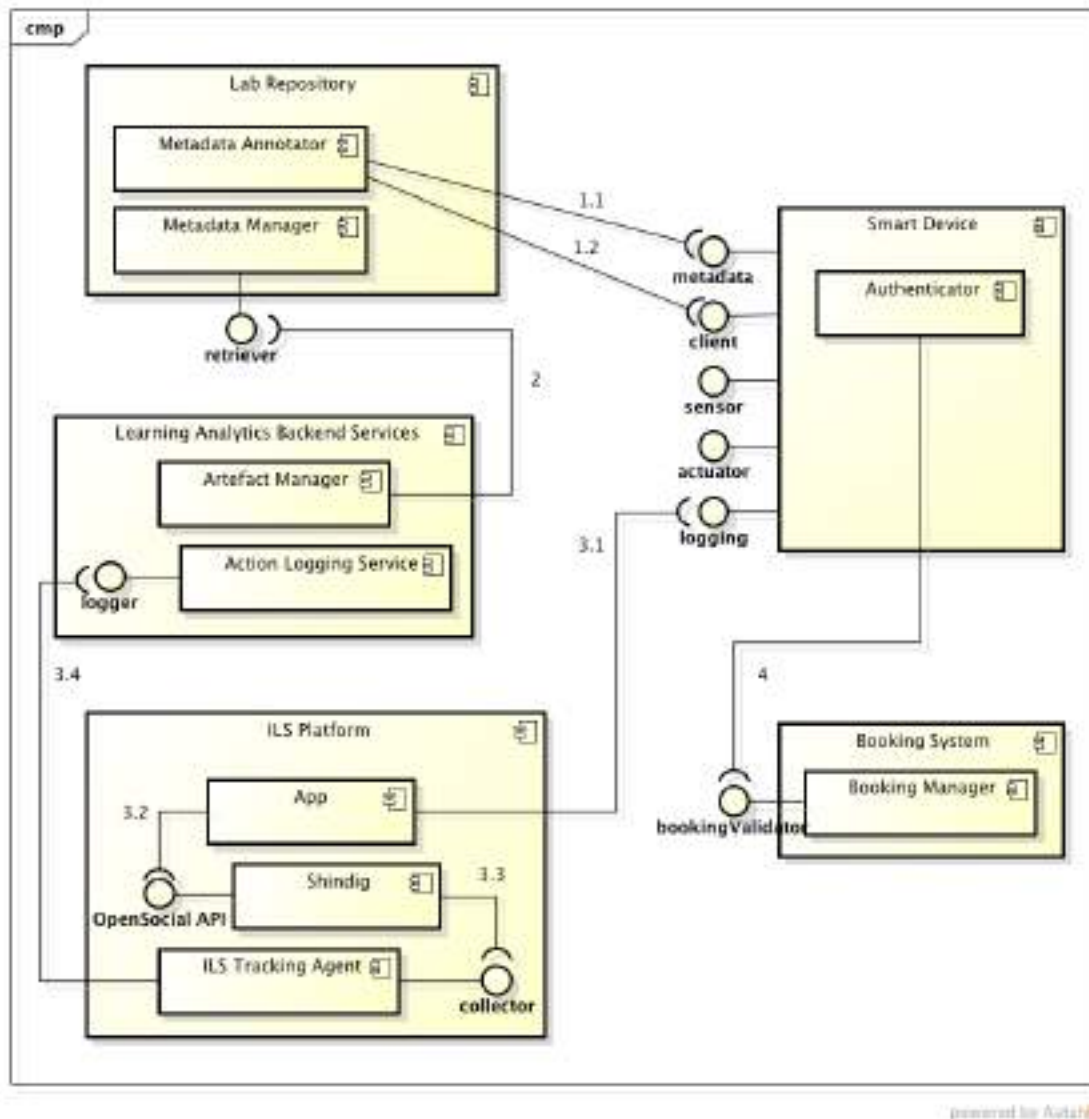 cmp
Lab Repository
Metadata Annotator
Metadata Manager
retriever
1.1
1.2
metadata
client
sensor
actuator
logging
Smart Device
Authenticator
2
Learning Analytics Backend Services
Artefact Manager
Action Logging Service
logger
3.1
3.4
4
ILS Platform
App
3.2
Shindig
3.3
OpenSocial API
ILS Tracking Agent
collector
Booking System
Booking Manager
bookingValidator
powered by